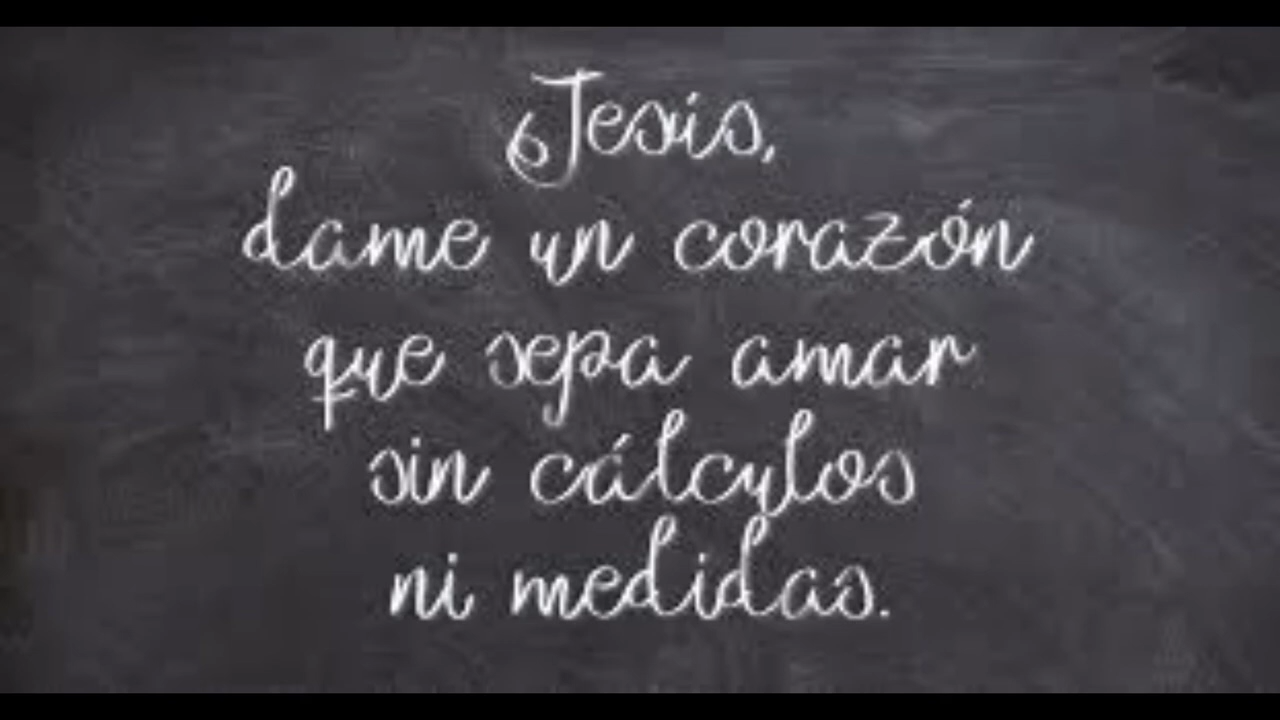 Jesús,
dame un corazón
que sepa amar
sin cálculos
ni medidas.